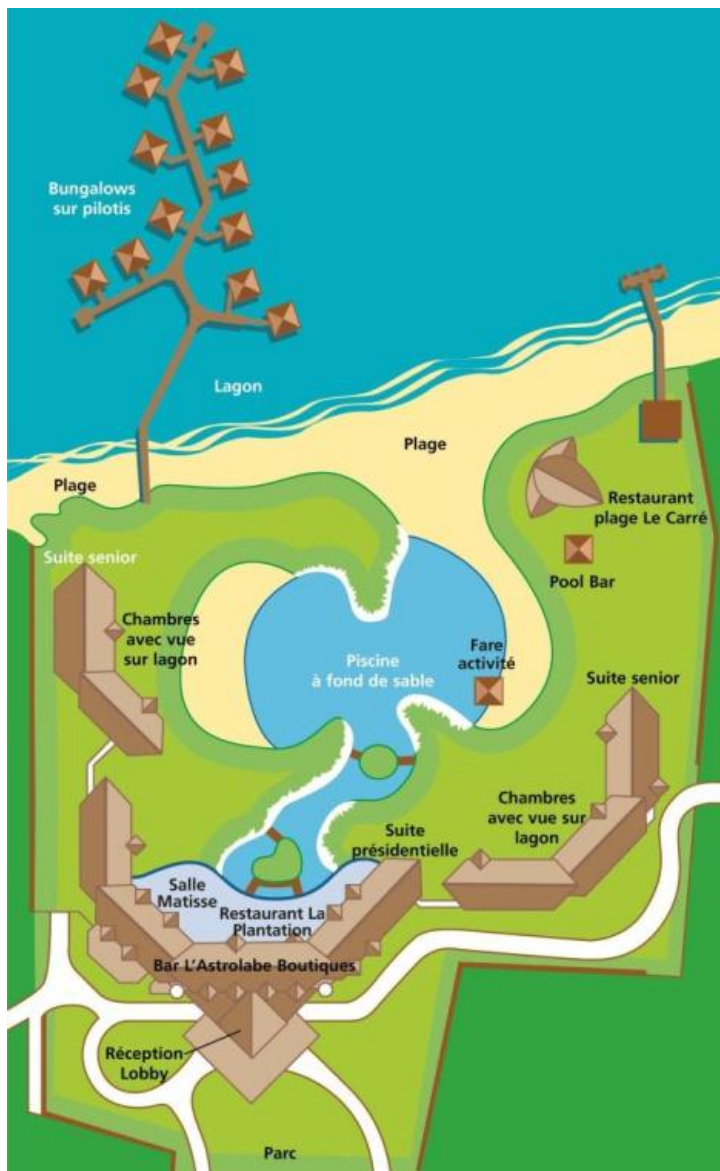 Bungalows
sur pilotis
Lagon
Plage
Plage
Restaurant
plage Le Carré
Pool Bar
Suite senior
Chambres
avec vue
sur lagon
Fare
activité
Piscine
à fond de sable
Suite senior
Chambres
avec vue sur
lagon
Suite
présidentielle
Salle
Matisse
Restaurant La
Plantation
Bar L'Astrolabe Boutiques
Réception
Lobby
Parc